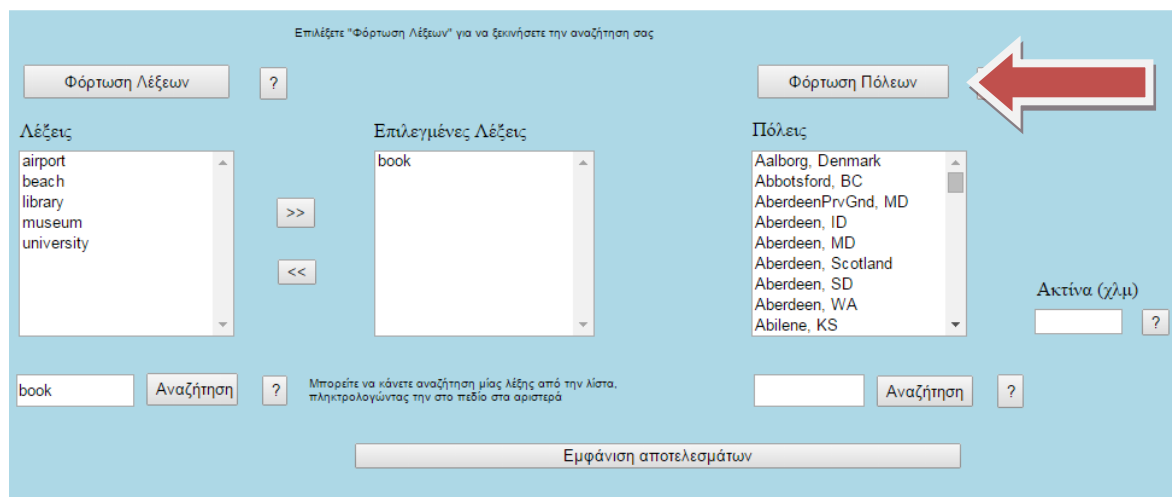 Επιλέξετε "Φόρτωση Λέξεων" για να ξεκινήσετε την αναζήτηση σας
Φόρτωση Λέξεων
?
Φόρτωση Πόλεων
Λέξεις
Επιλεγμένες Λέξεις
Πόλεις
airport
beach
library
museum
university
>>
<<
book
Aalborg, Denmark
Abbotsford, BC
AberdeenPrvGnd, MD
Aberdeen, ID
Aberdeen, MD
Aberdeen, Scotland
Aberdeen, SD
Aberdeen, WA
Abilene, KS
Ακτίνα (χλμ)
?
book
Αναζήτηση
?
Μπορείτε να κάνετε αναζήτηση μίας λέξης από την λίστα,
πληκτρολογώντας την στο πεδίο στα αριστερά
Αναζήτηση
?
Εμφάνιση αποτελεσμάτων